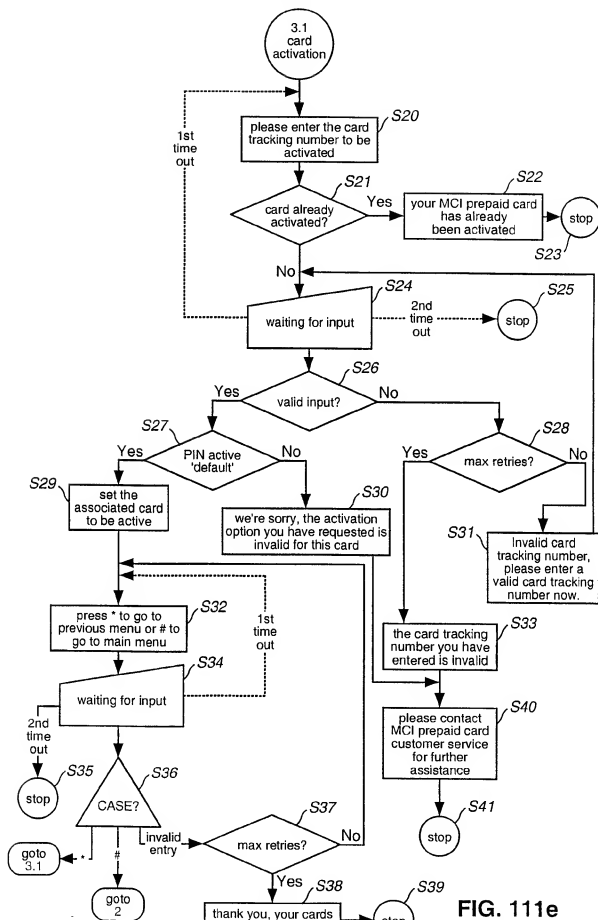 3.1
card
activation
S20
please enter the card
tracking number to be
activated
1st
time
out
S21
card already
activated?
Yes
S22
your MCI prepaid card
has already
been activated
stop
S23
No
S24
waiting for input
2nd
time
out
S25
stop
S26
valid input?
Yes
No
S27
PIN active
'default'
Yes
No
S28
max retries?
Yes
No
S29
set the
associated card
to be active
S30
we're sorry, the activation
option you have requested is
invalid for this card
S31
Invalid card
tracking number,
please enter a
valid card tracking
number now.
S32
press * to go to
previous menu or # to
go to main menu
1st
time
out
S33
the card tracking
number you have
entered is Invalid
S34
waiting for input
2nd
time
out
S35
stop
S36
CASE?
S40
please contact
MCI prepaid card
customer service
for further
assistance
S41
stop
invalid
entry
S37
max retries?
No
Yes
*
goto
3.1
#
goto
2
S38
thank you, your cards
S39
stop
FIG. 111e